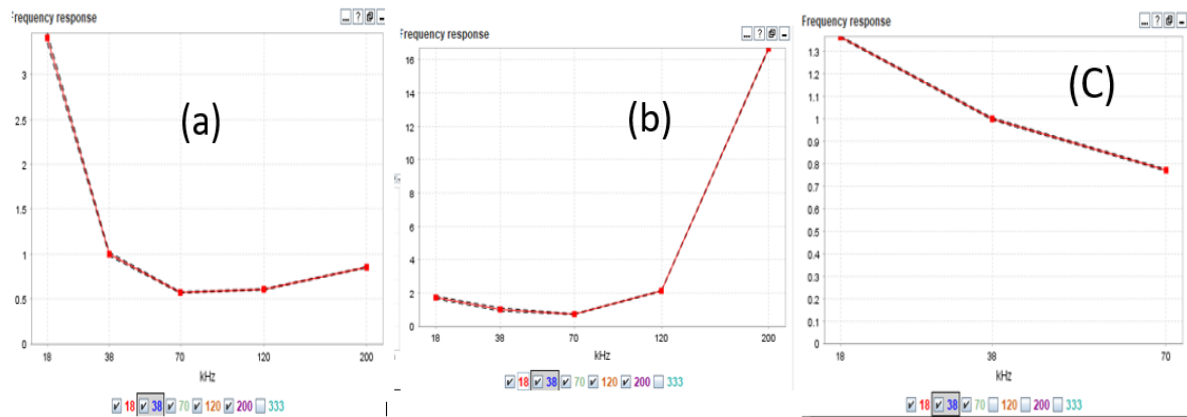 Frequency response
... ?
(a)
3
2.5
2
1.5
1
0.5
0
18 38 70 120 200
kHz
18 38 70 120 200 333
Frequency response
... ?
(b)
16
14
12
10
8
6
4
2
0
18 38 70 120 200
kHz
18 38 70 120 200 333
Frequency response
... ?
(C)
1.3
1.2
1.1
1
0.9
0.8
0.7
0.6
0.5
0.4
0.3
0.2
0.1
0
18 38 70
kHz
18 38 70 120 200 333